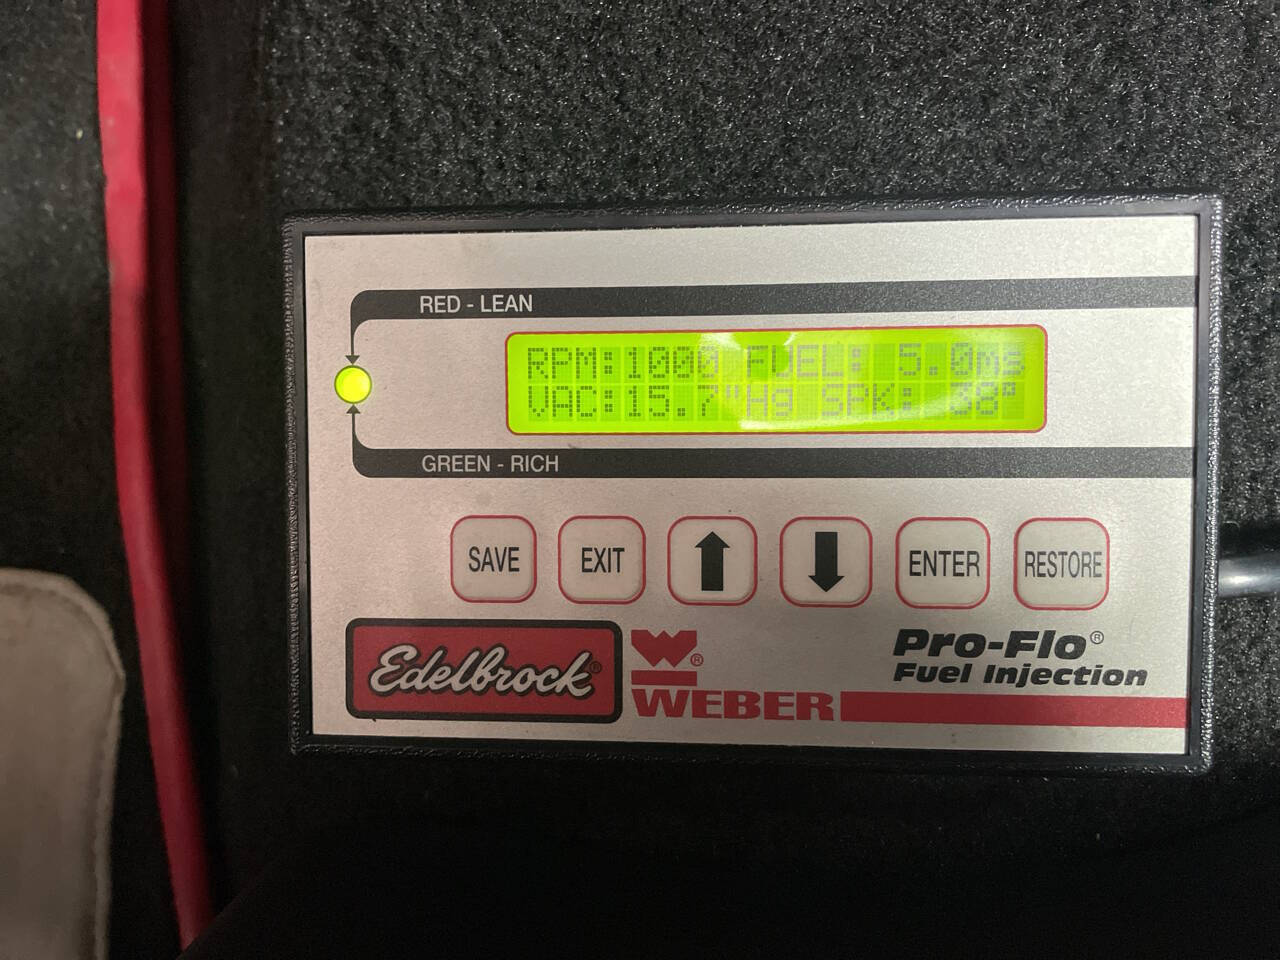 RED - LEAN
RPM:1000 FUEL: 5.0ms
VAC:15.7"Hg SPK: 38°
GREEN - RICH
SAVE EXIT ENTER RESTORE
Edelbrock®
W®
WEBER
Pro-Flo®
Fuel Injection